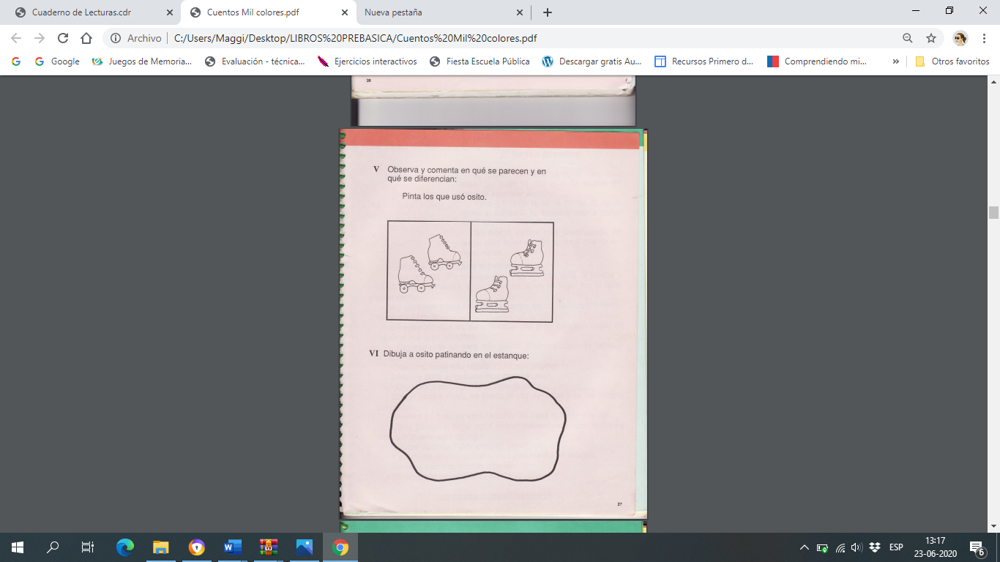 Cuaderno de Lecturas.cdr
Cuentos Mil colores.pdf
Nueva pestaña
Archivo
C:/Users/Maggi/Desktop/LIBROS%20PREBASICA/Cuentos%20Mil%20colores.pdf
G Google Juegos de Memoria... Evaluación - técnica... Ejercicios interactivos Fiesta Escuela Pública Descargar gratis Au... Recursos Primero d... Comprendiendo mi... » Otros favoritos
26
V Observa y comenta en qué se parecen y en
qué se diferencian:
Pinta los que usó osito.
VI Dibuja a osito patinando en el estanque:
27
ESP
13:17
23-06-2020
6